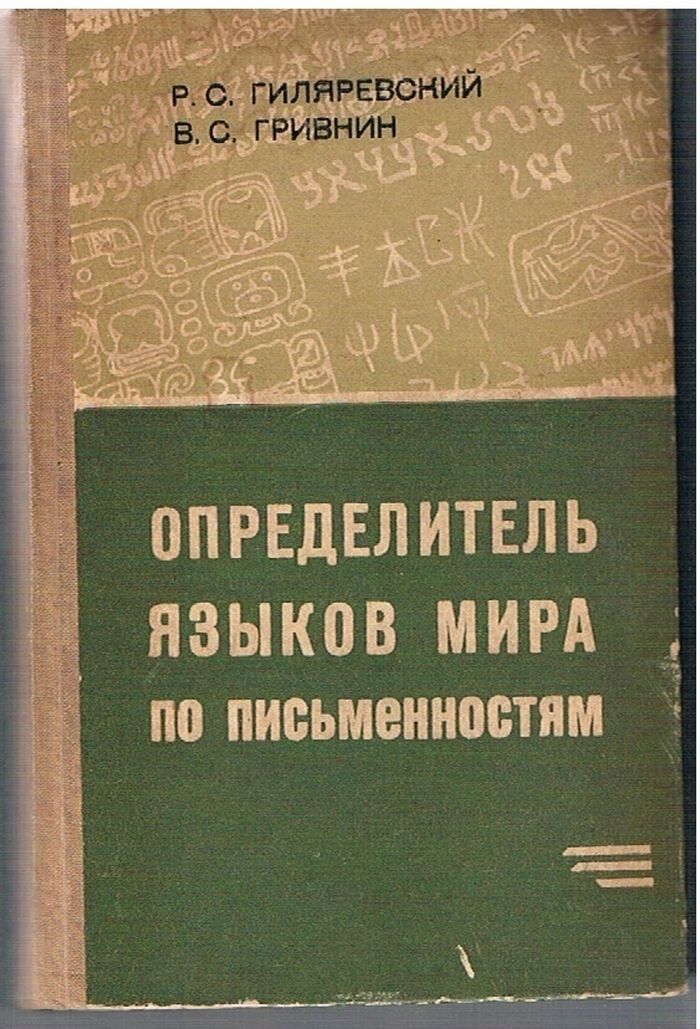 Р. С. ГИЛЯРЕВСКИЙ
В. С. ГРИВНИН
ОПРЕДЕЛИТЕЛЬ
ЯЗЫКОВ МИРА
ПО ПИСЬМЕННОСТЯМ